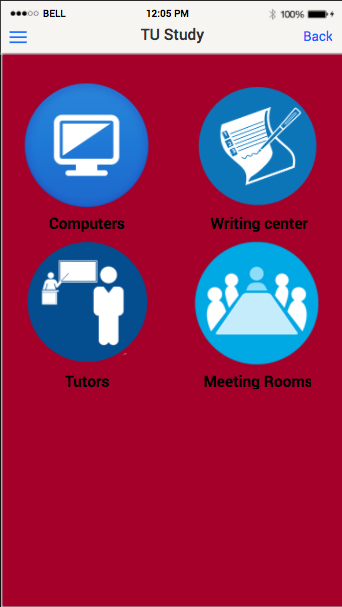 BELL 12:05 PM 100%
TU Study Back
Computers Writing center
Tutors Meeting Rooms